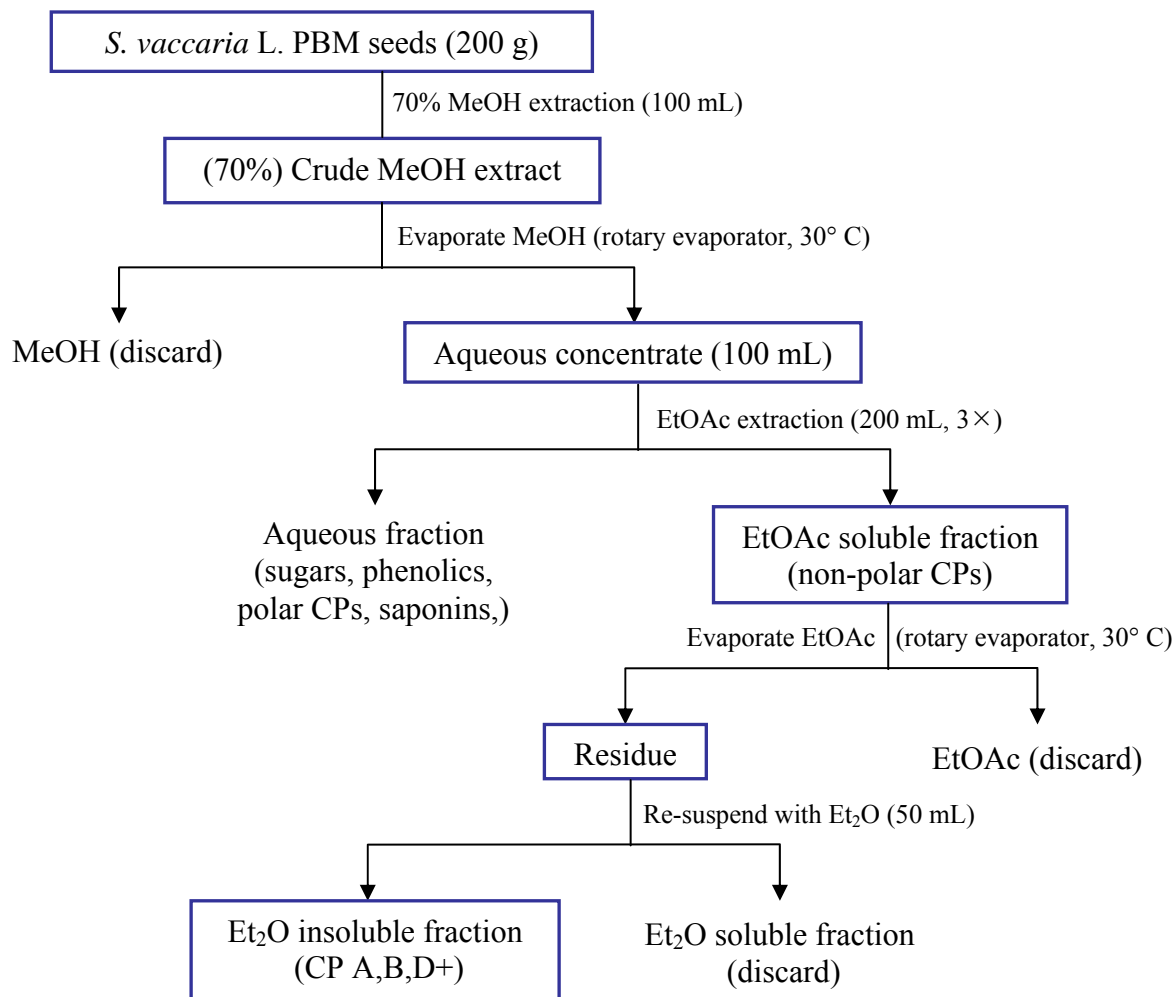 S. vaccaria L. PBM seeds (200 g)
70% MeOH extraction (100 mL)
(70%) Crude MeOH extract
Evaporate MeOH (rotary evaporator, 30° C)
MeOH (discard)
Aqueous concentrate (100 mL)
EtOAc extraction (200 mL, 3×)
Aqueous fraction
(sugars, phenolics,
polar CPs, saponins,)
EtOAc soluble fraction
(non-polar CPs)
Evaporate EtOAc (rotary evaporator, 30° C)
Residue
EtOAc (discard)
Re-suspend with Et₂O (50 mL)
Et₂O insoluble fraction
(CP A,B,D+)
Et₂O soluble fraction
(discard)